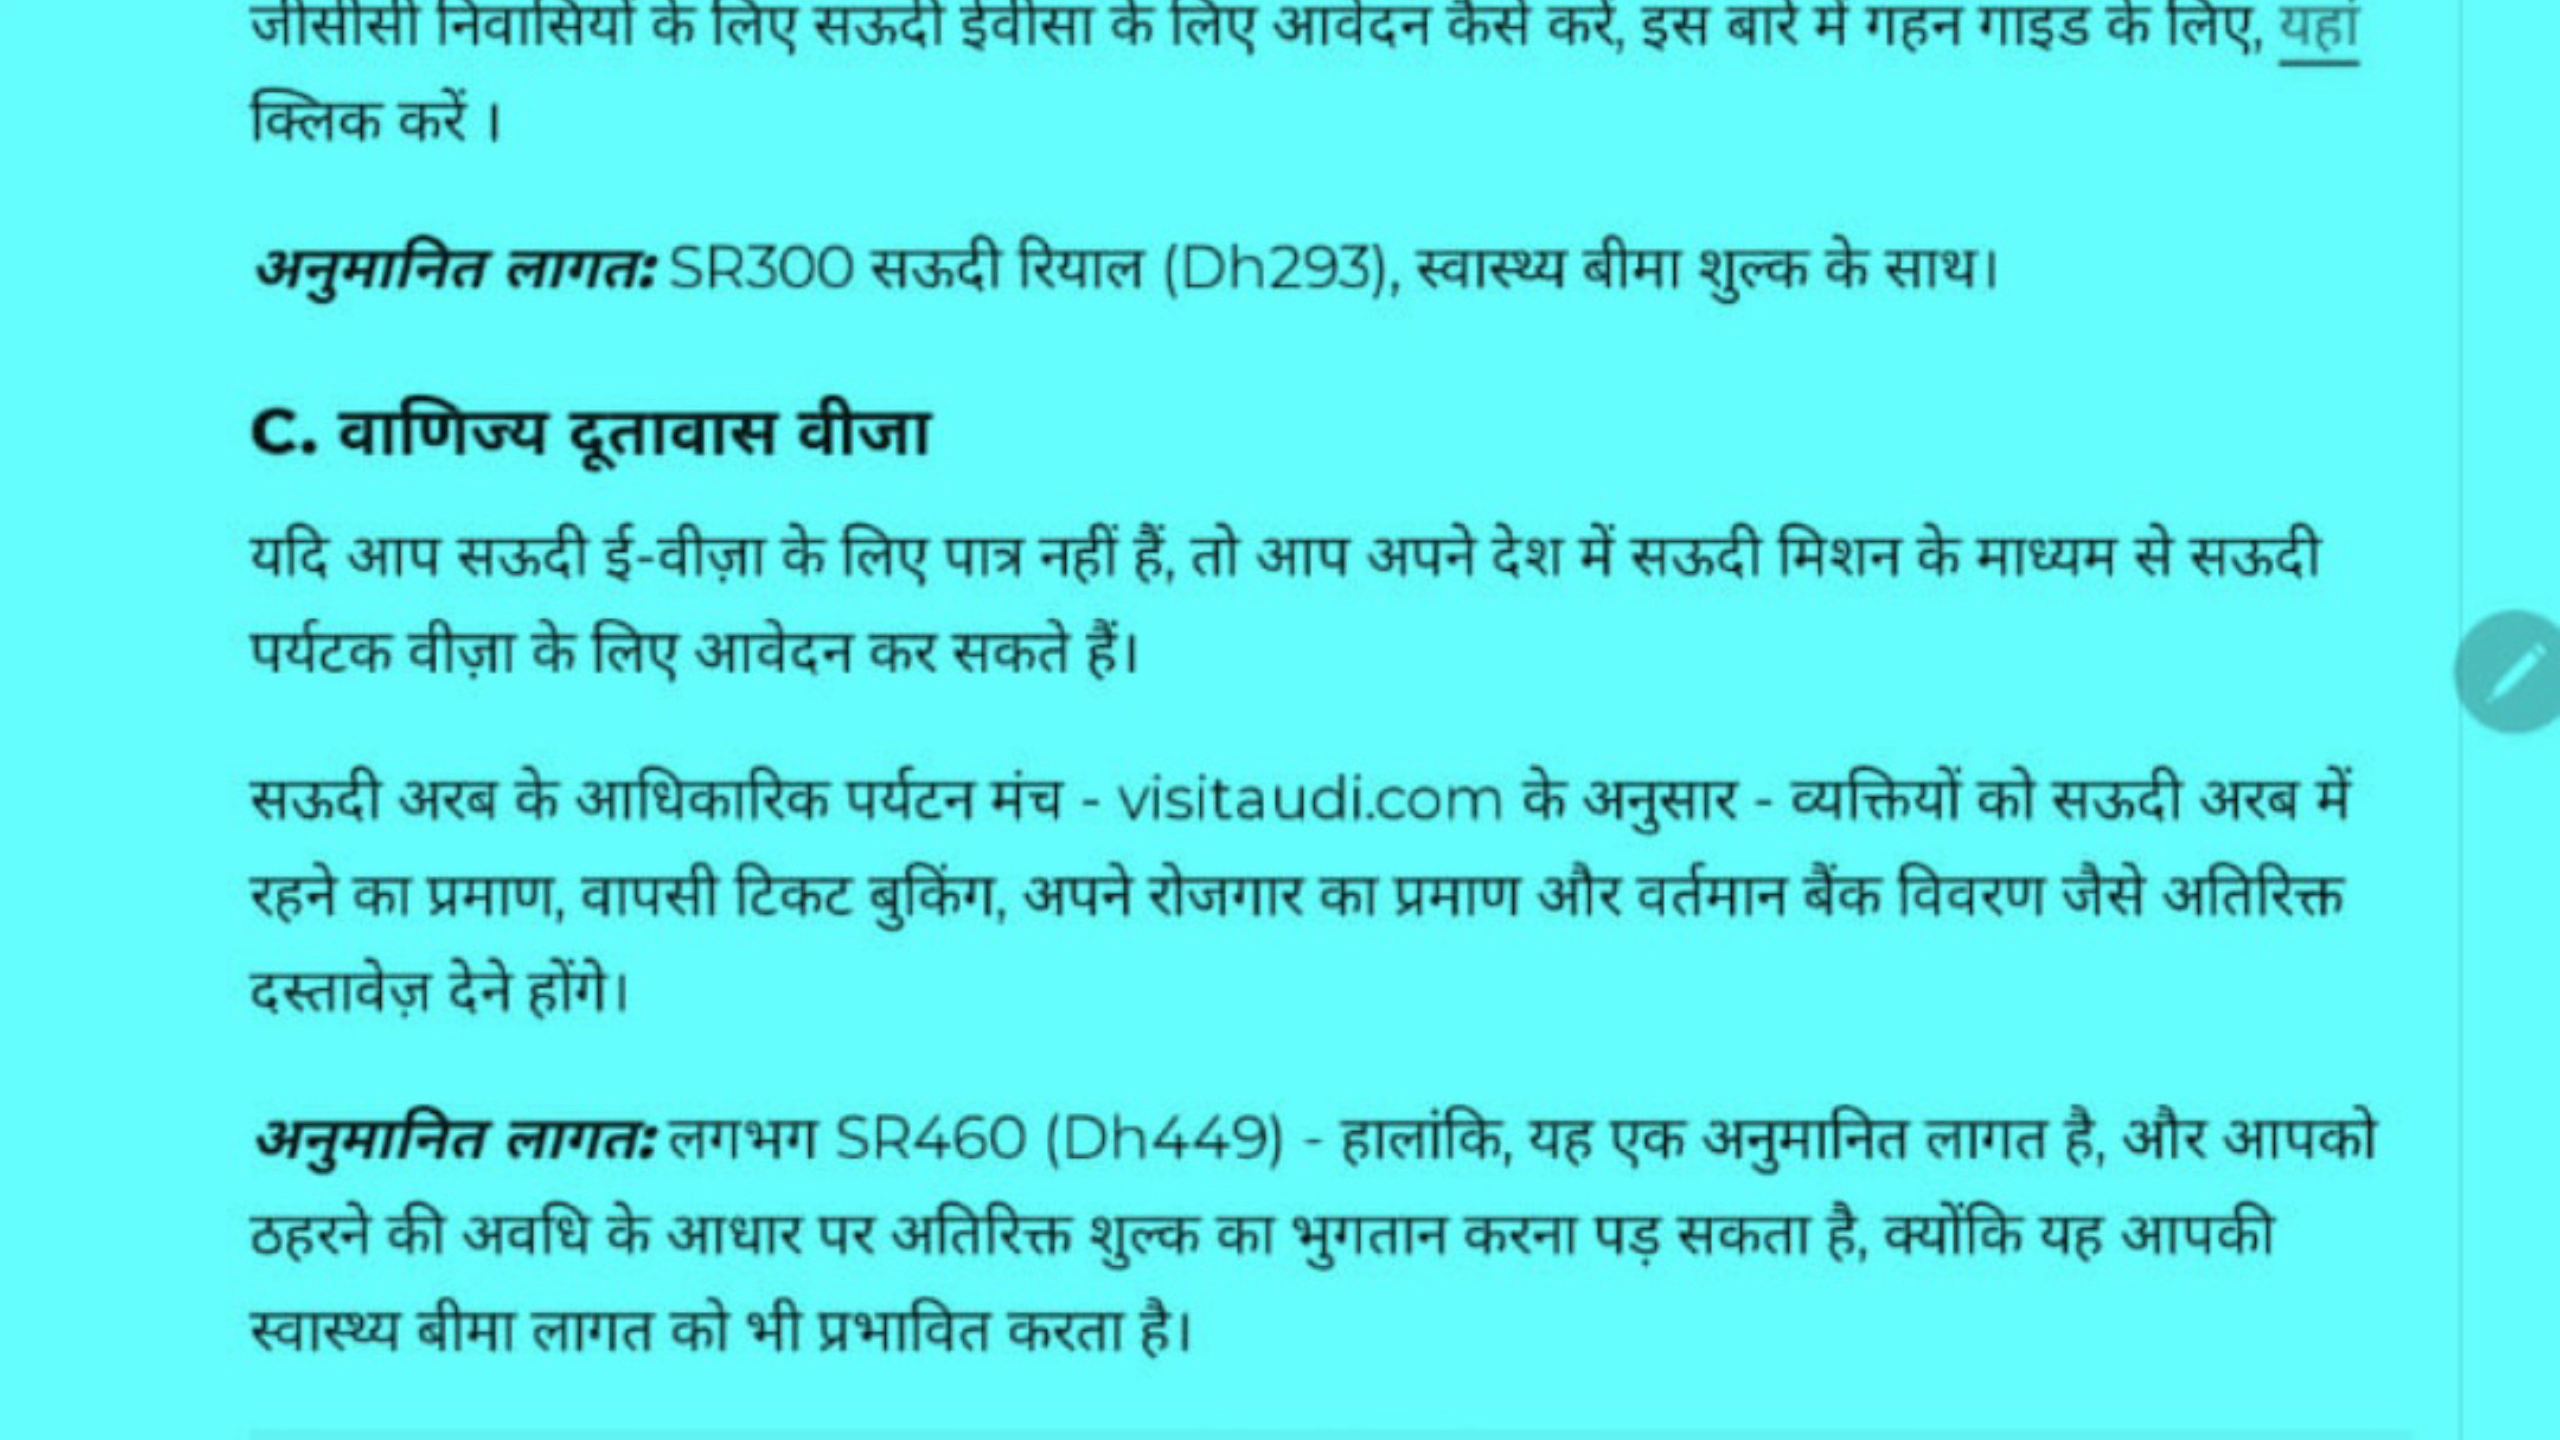 जीसीसी निवासियों के लिए सऊदी ईवीसा के लिए आवेदन कैसे करें, इस बारे में गहन गाइड के लिए, यहां
क्लिक करें ।
अनुमानित लागत: SR300 सऊदी रियाल (Dh293), स्वास्थ्य बीमा शुल्क के साथ।
C. वाणिज्य दूतावास वीजा
यदि आप सऊदी ई-वीज़ा के लिए पात्र नहीं हैं, तो आप अपने देश में सऊदी मिशन के माध्यम से सऊदी
पर्यटक वीज़ा के लिए आवेदन कर सकते हैं।
सऊदी अरब के आधिकारिक पर्यटन मंच - visitaudi.com के अनुसार - व्यक्तियों को सऊदी अरब में
रहने का प्रमाण, वापसी टिकट बुकिंग, अपने रोजगार का प्रमाण और वर्तमान बैंक विवरण जैसे अतिरिक्त
दस्तावेज़ देने होंगे।
अनुमानित लागत: लगभग SR460 (Dh449) - हालांकि, यह एक अनुमानित लागत है, और आपको
ठहरने की अवधि के आधार पर अतिरिक्त शुल्क का भुगतान करना पड़ सकता है, क्योंकि यह आपकी
स्वास्थ्य बीमा लागत को भी प्रभावित करता है।